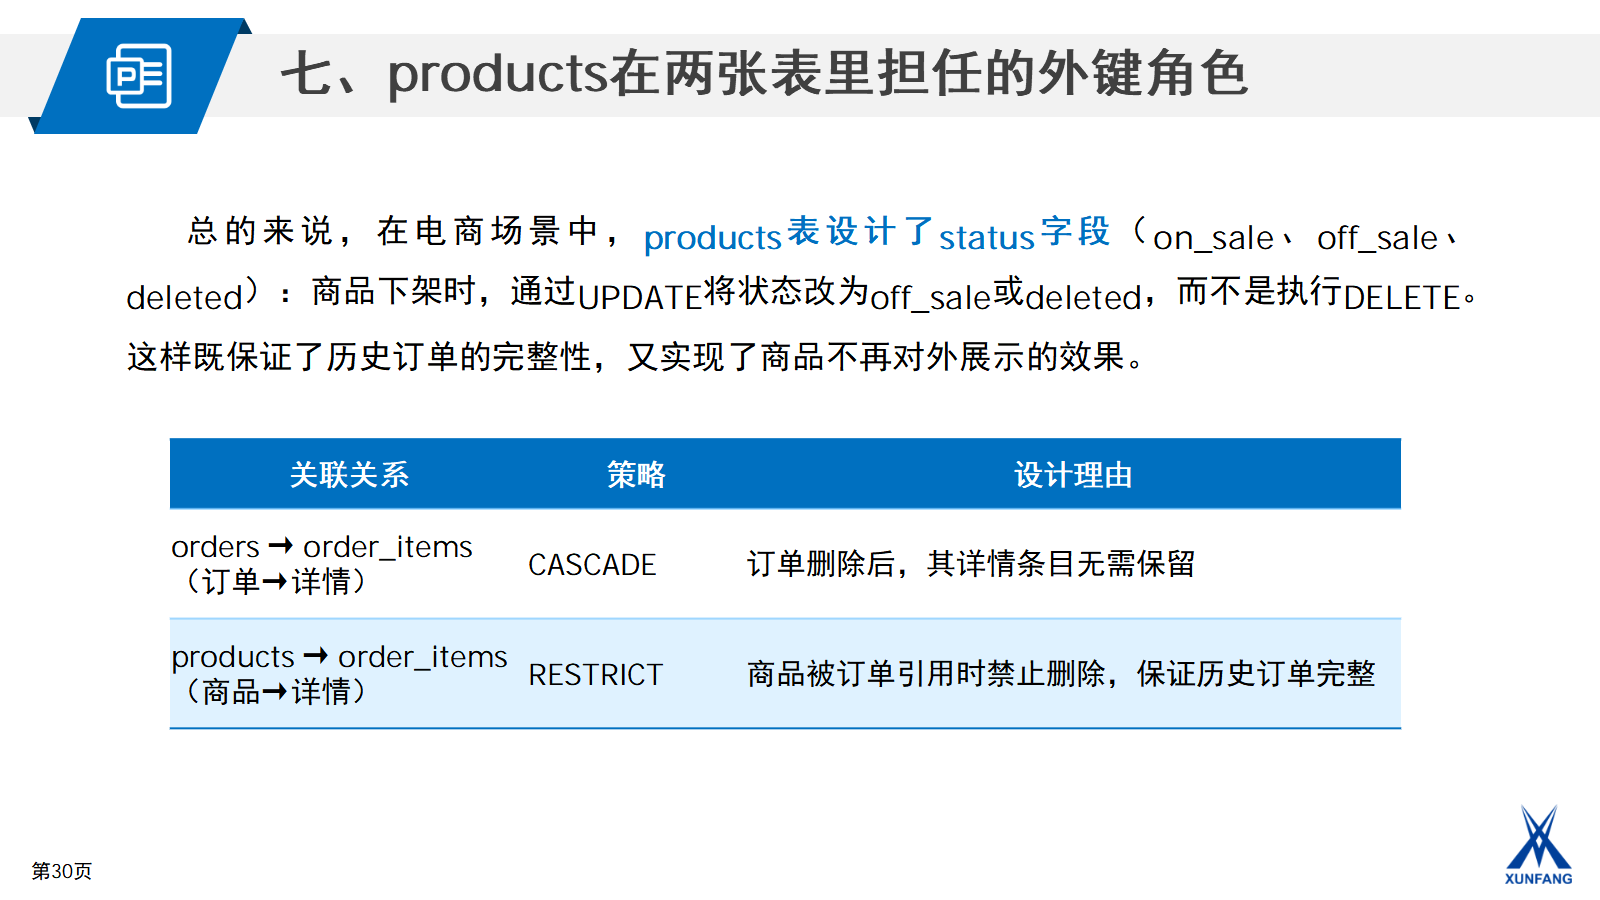 七、products在两张表里担任的外键角色
总的来说，在电商场景中，products表设计了status字段（on_sale、off_sale、
deleted）：商品下架时，通过UPDATE将状态改为off_sale或deleted，而不是执行DELETE。
这样既保证了历史订单的完整性，又实现了商品不再对外展示的效果。
关联关系 策略 设计理由
orders → order_items
（订单→详情）
CASCADE
订单删除后，其详情条目无需保留
products → order_items
（商品→详情）
RESTRICT
商品被订单引用时禁止删除，保证历史订单完整
第30页
XUNFANG